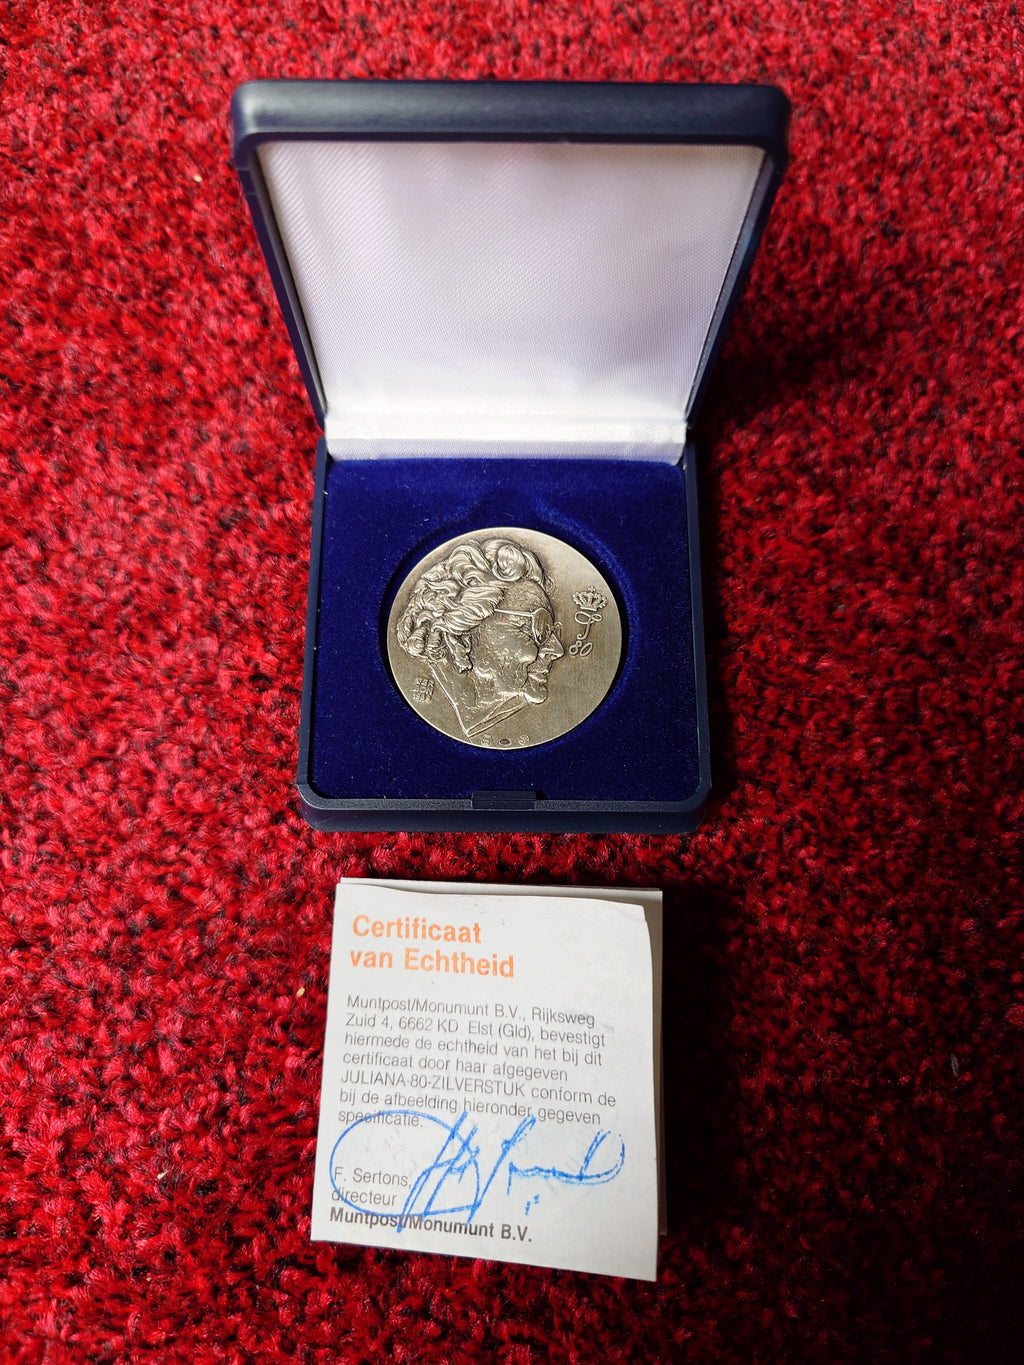 80
Certificaat
van Echtheid
Muntpost/Monumunt B.V., Rijksweg
Zuid 4, 6662 KD Elst (Gld), bevestigt
hiermede de echtheid van het bij dit
certificaat door haar afgegeven
JULIANA-80-ZILVERSTUK conform de
bij de afbeelding hieronder gegeven
specificatie.
F. Sertons,
directeur
Muntpost/Monumunt B.V.